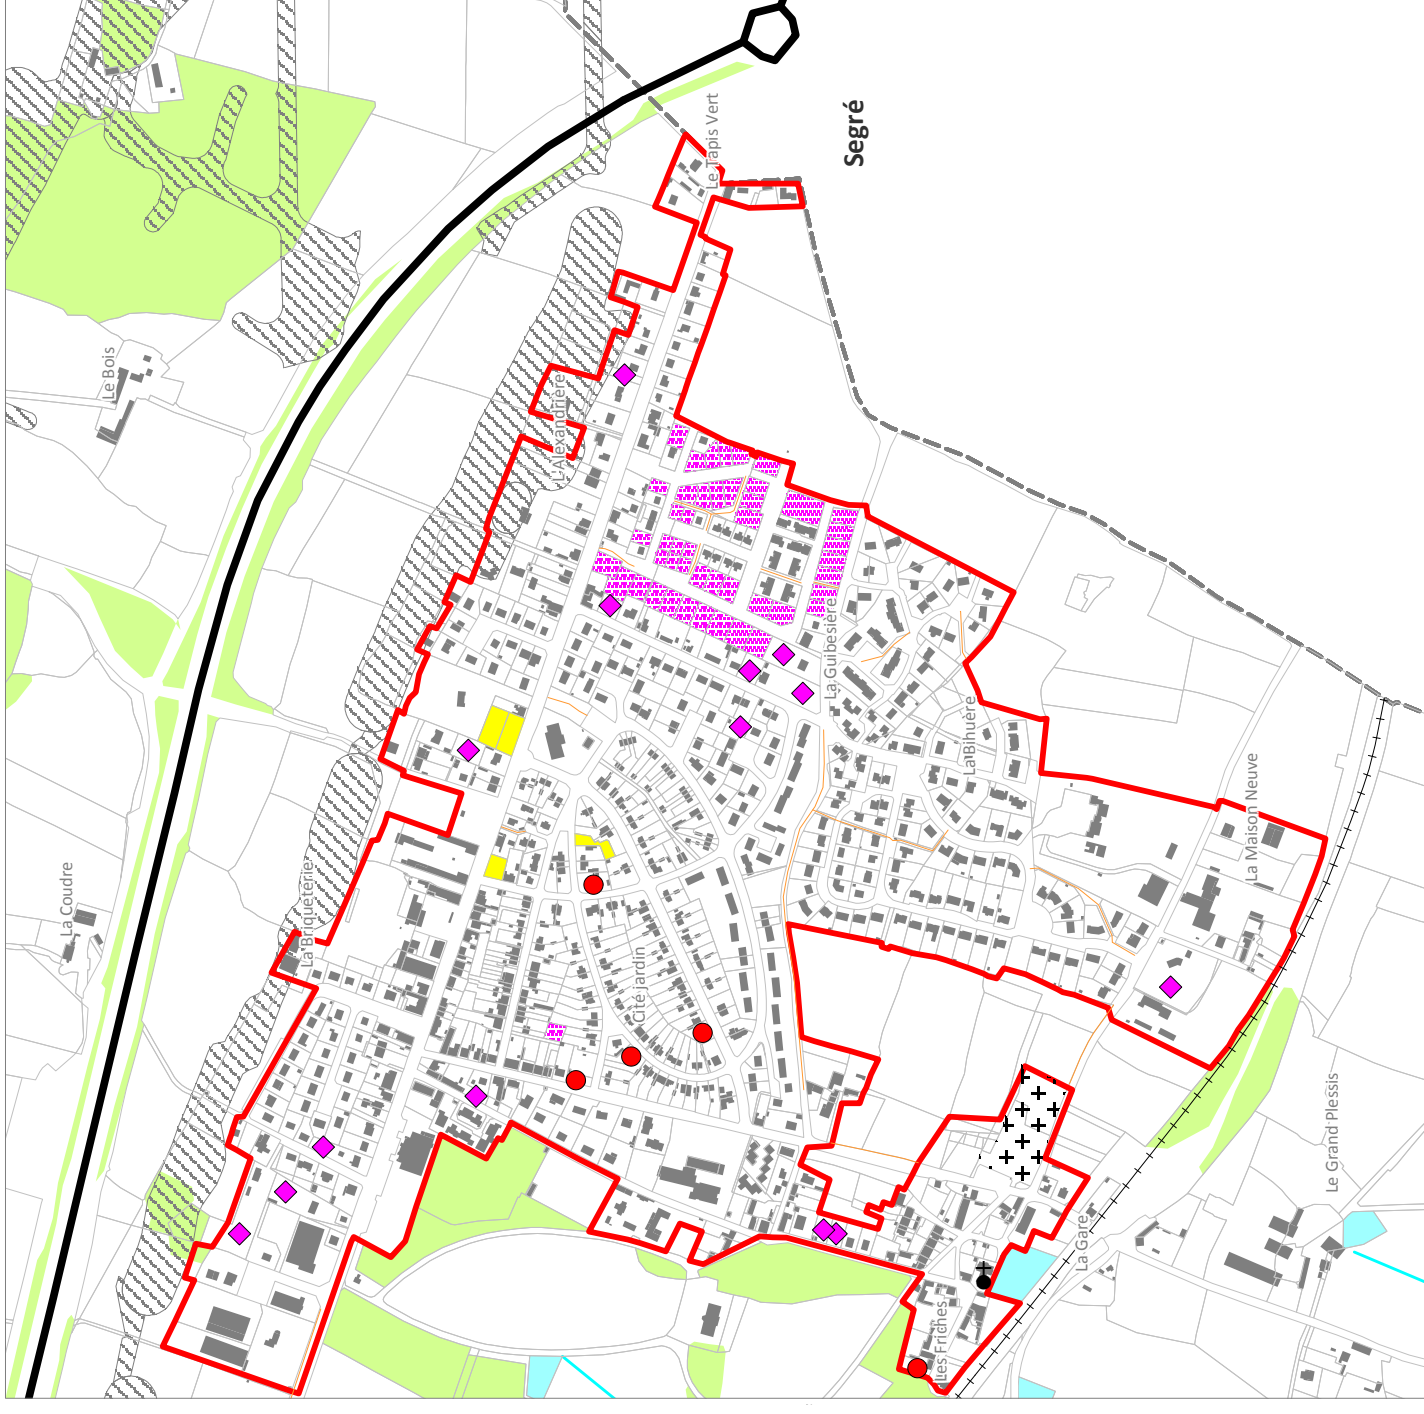 Segré
Le Tapis Vert
Le Bois
L'Alexandrière
La Guibesière
La Bihuère
La Maison Neuve
La Coudre
La Briqueterie
Cité jardin
Le Grand Plessis
La Gare
Les Friches